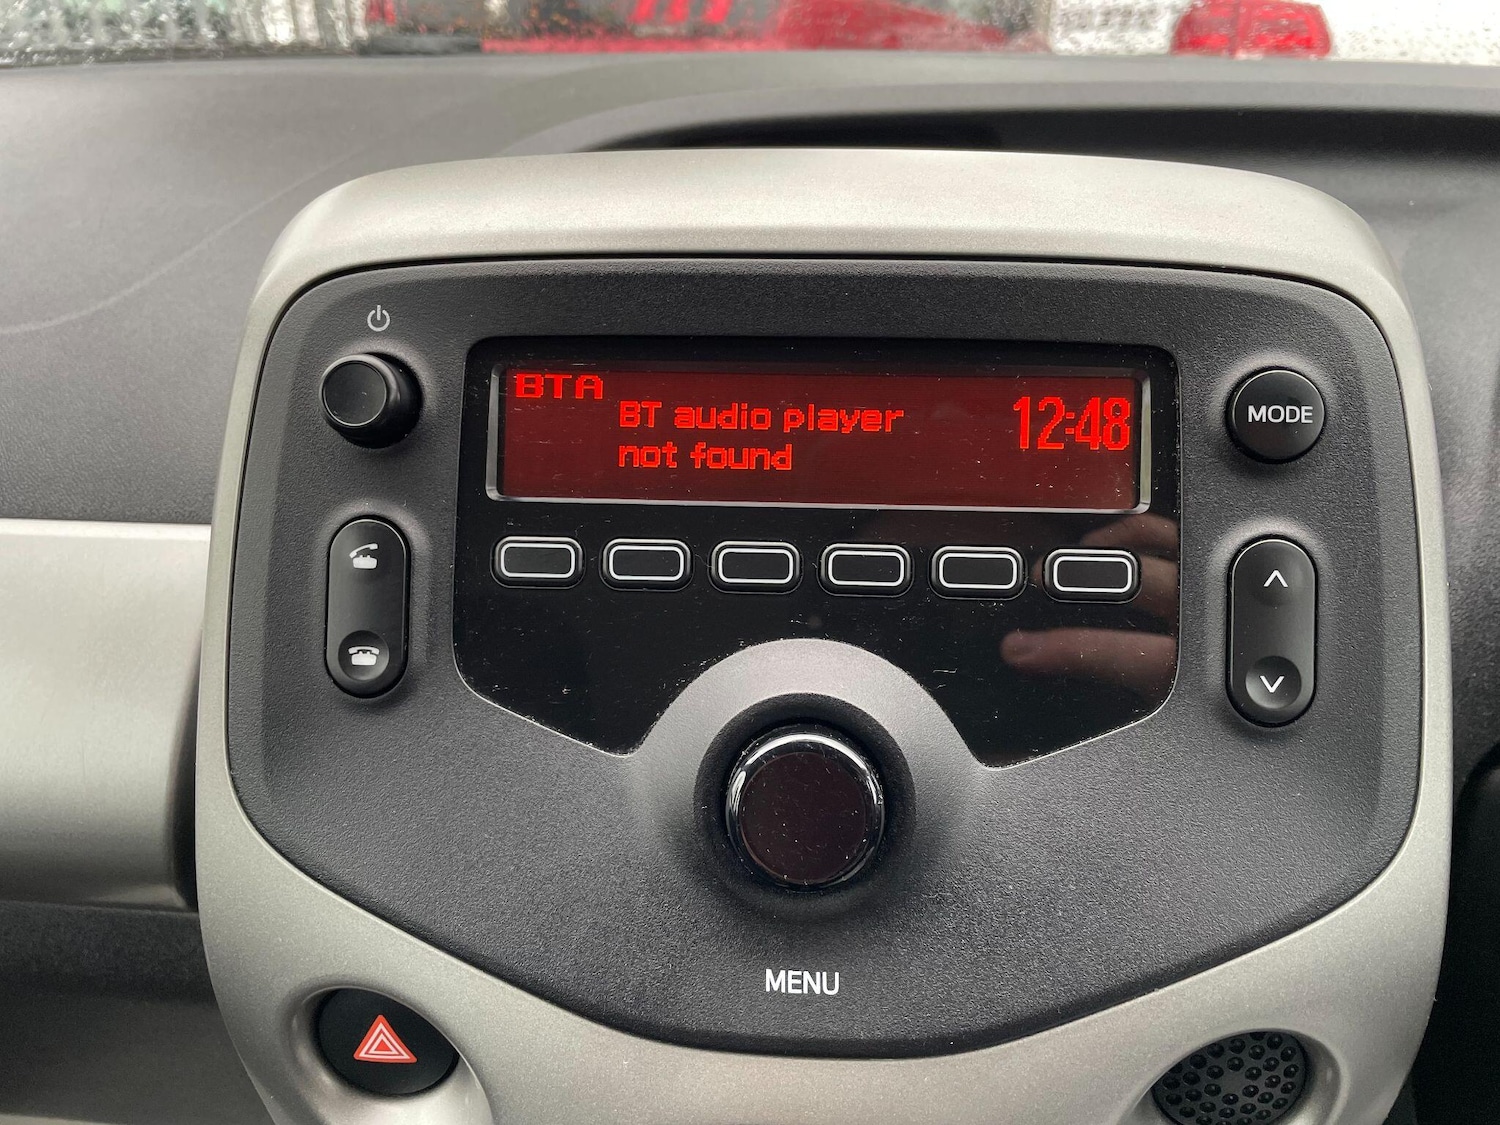 BTA
BT audio player
not found
12:48
MODE
MENU